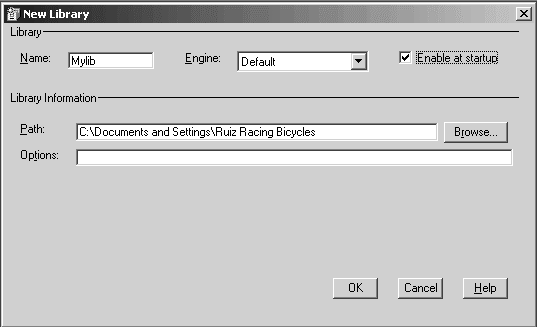 New Library
Library
Name: Mylib Engine: Default Enable at startup
Library Information
Path: C:\Documents and Settings\Ruiz Racing Bicycles Browse...
Options:
OK Cancel Help